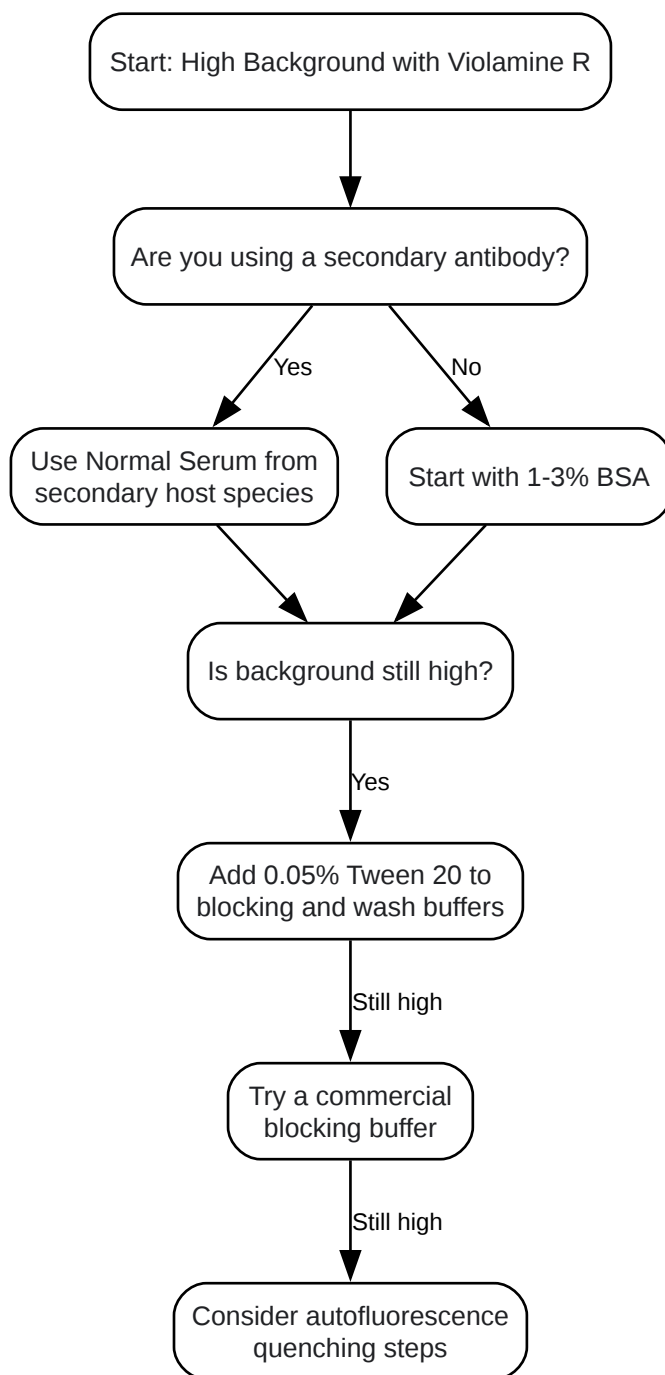 Start: High Background with Violamine R
Are you using a secondary antibody?
Yes
No
Use Normal Serum from
secondary host species
Start with 1-3% BSA
Is background still high?
Yes
Add 0.05% Tween 20 to
blocking and wash buffers
Still high
Try a commercial
blocking buffer
Still high
Consider autofluorescence
quenching steps